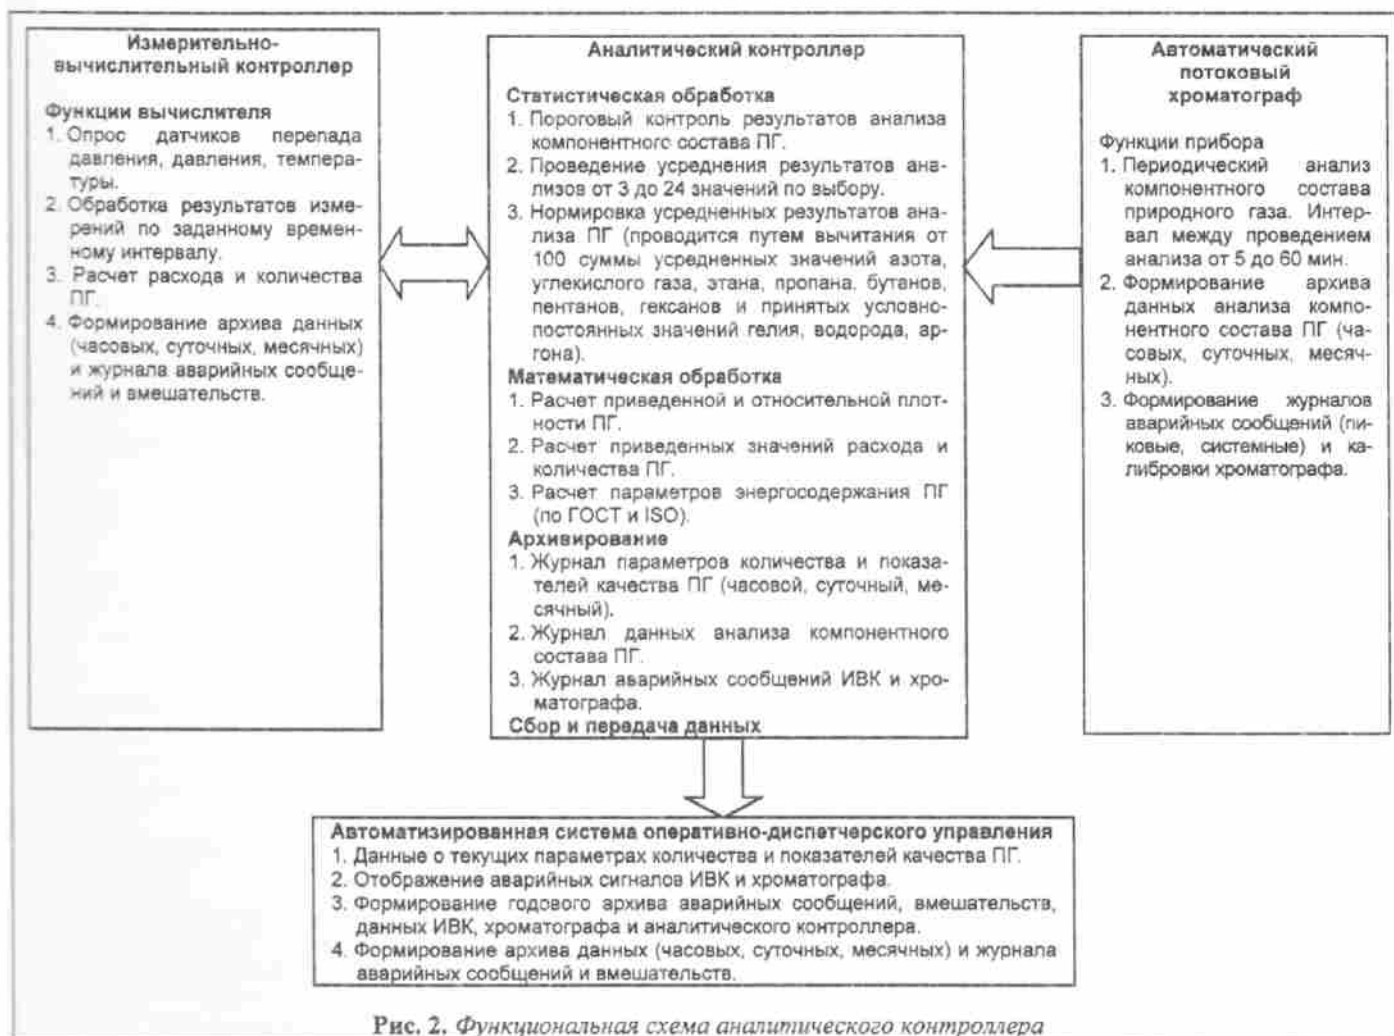 Измерительно-
вычислительный контроллер
Функции вычислителя
1. Опрос датчиков перепада
давления, давления, температу-
ры.
2. Обработка результатов изме-
рений по заданному времен-
ному интервалу.
3. Расчет расхода и количества
ПГ.
4. Формирование архива данных
(часовых, суточных, месячных)
и журнала аварийных сообще-
ний и вмешательств.
Аналитический контроллер
Статистическая обработка
1. Пороговый контроль результатов анализа
компонентного состава ПГ.
2. Проведение усреднения результатов ана-
лизов от 3 до 24 значений по выбору.
3. Нормировка усредненных результатов ана-
лиза ПГ (проводится путем вычитания от
100 суммы усредненных значений азота,
углекислого газа, этана, пропана, бутанов,
пентанов, гексанов и принятых условно-
постоянных значений гелия, водорода, ар-
гона).
Математическая обработка
1. Расчет приведенной и относительной плот-
ности ПГ.
2. Расчет приведенных значений расхода и
количества ПГ.
3. Расчет параметров энергосодержания ПГ
(по ГОСТ и ISO).
Архивирование
1. Журнал параметров количества и показа-
телей качества ПГ (часовой, суточный, ме-
сячный).
2. Журнал данных анализа компонентного
состава ПГ.
3. Журнал аварийных сообщений ИВК и хро-
матографа.
Сбор и передача данных
Автоматический
потоковый
хроматограф
Функции прибора
1. Периодический анализ
компонентного состава
природного газа. Интер-
вал между проведением
анализа от 5 до 60 мин.
2. Формирование архива
данных анализа компо-
нентного состава ПГ (ча-
совых, суточных, месяч-
ных).
3. Формирование журналов
аварийных сообщений (пи-
ковые, системные) и ка-
либровки хроматографа.
Автоматизированная система оперативно-диспетчерского управления
1. Данные о текущих параметрах количества и показателей качества ПГ.
2. Отображение аварийных сигналов ИВК и хроматографа.
3. Формирование годового архива аварийных сообщений, вмешательств,
данных ИВК, хроматографа и аналитического контроллера.
4. Формирование архива данных (часовых, суточных, месячных) и журнала
аварийных сообщений и вмешательств.
Рис. 2. Функциональная схема аналитического контроллера